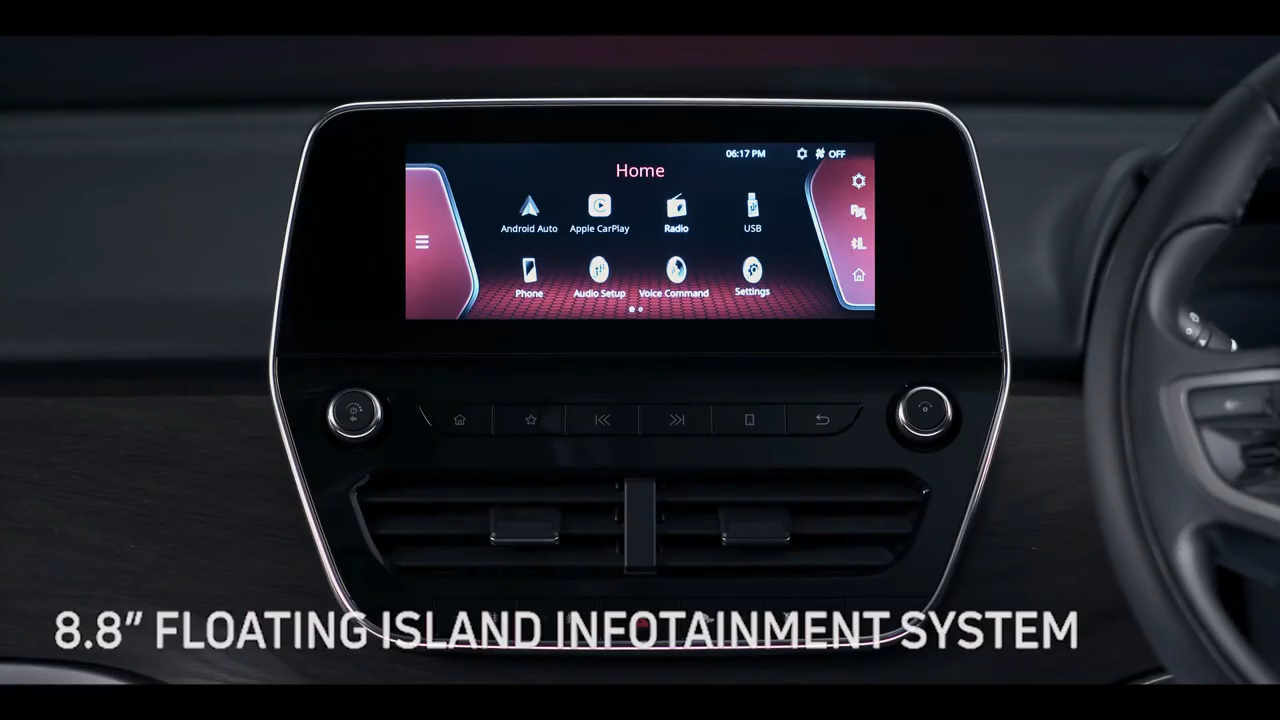 06:17 PM OFF
Home
Android Auto Apple CarPlay Radio USB
Phone Audio Setup Voice Command Settings
8.8” FLOATING ISLAND INFOTAINMENT SYSTEM